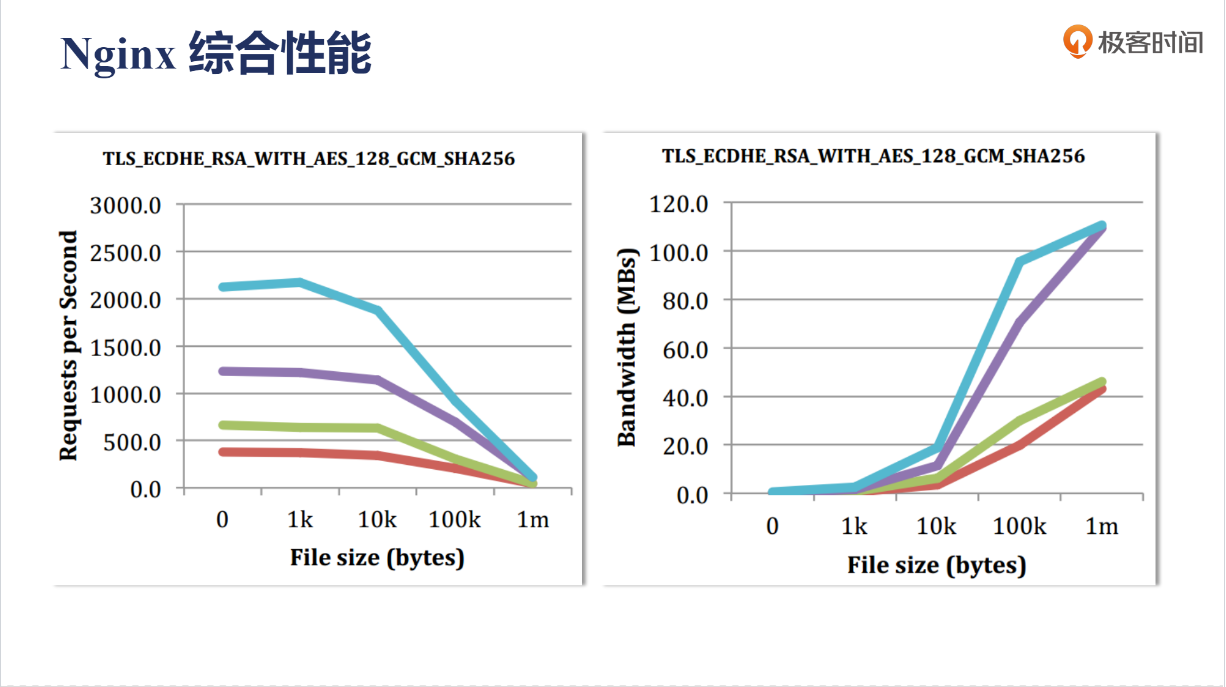 Nginx 综合性能
极客时间
TLS_ECDHE_RSA_WITH_AES_128_GCM_SHA256
Requests per Second
3000.0
2500.0
2000.0
1500.0
1000.0
500.0
0.0
0 1k 10k 100k 1m
File size (bytes)
TLS_ECDHE_RSA_WITH_AES_128_GCM_SHA256
Bandwidth (MBs)
120.0
100.0
80.0
60.0
40.0
20.0
0.0
0 1k 10k 100k 1m
File size (bytes)